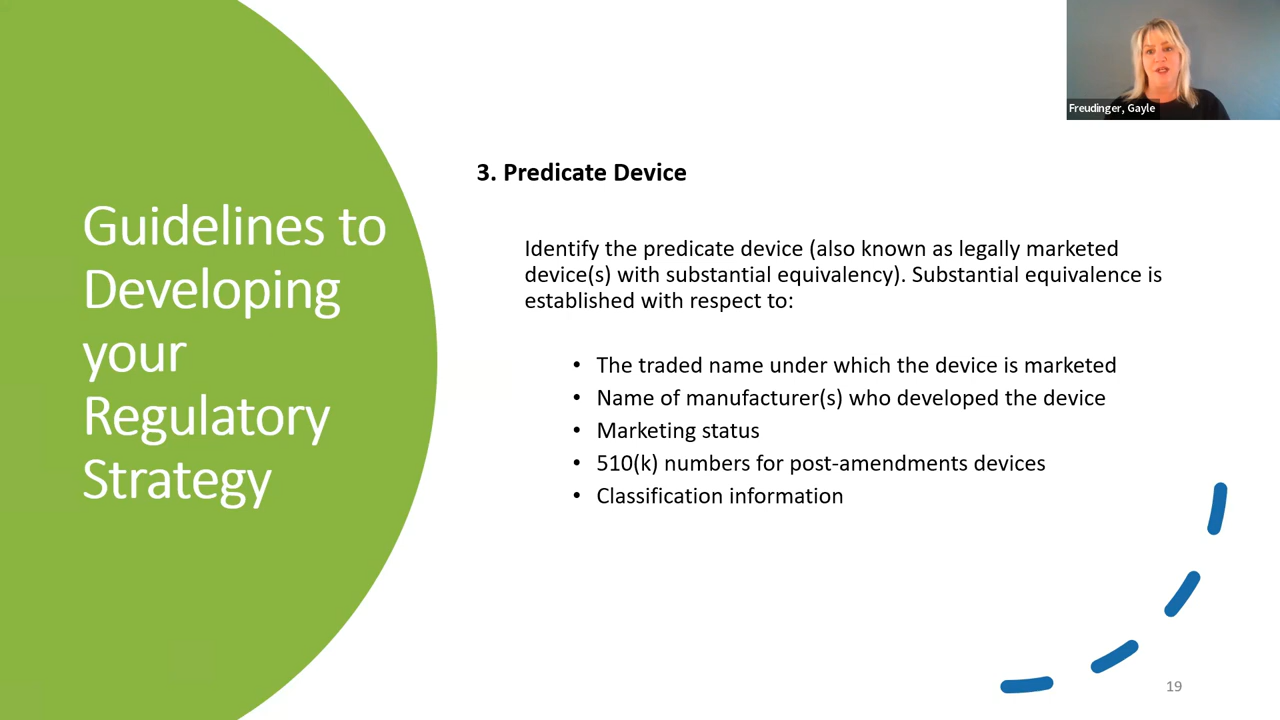 Guidelines to
Developing
your
Regulatory
Strategy
Freudinger, Gayle
3. Predicate Device
Identify the predicate device (also known as legally marketed
device(s) with substantial equivalency). Substantial equivalence is
established with respect to:
• The traded name under which the device is marketed
• Name of manufacturer(s) who developed the device
• Marketing status
• 510(k) numbers for post-amendments devices
• Classification information
19